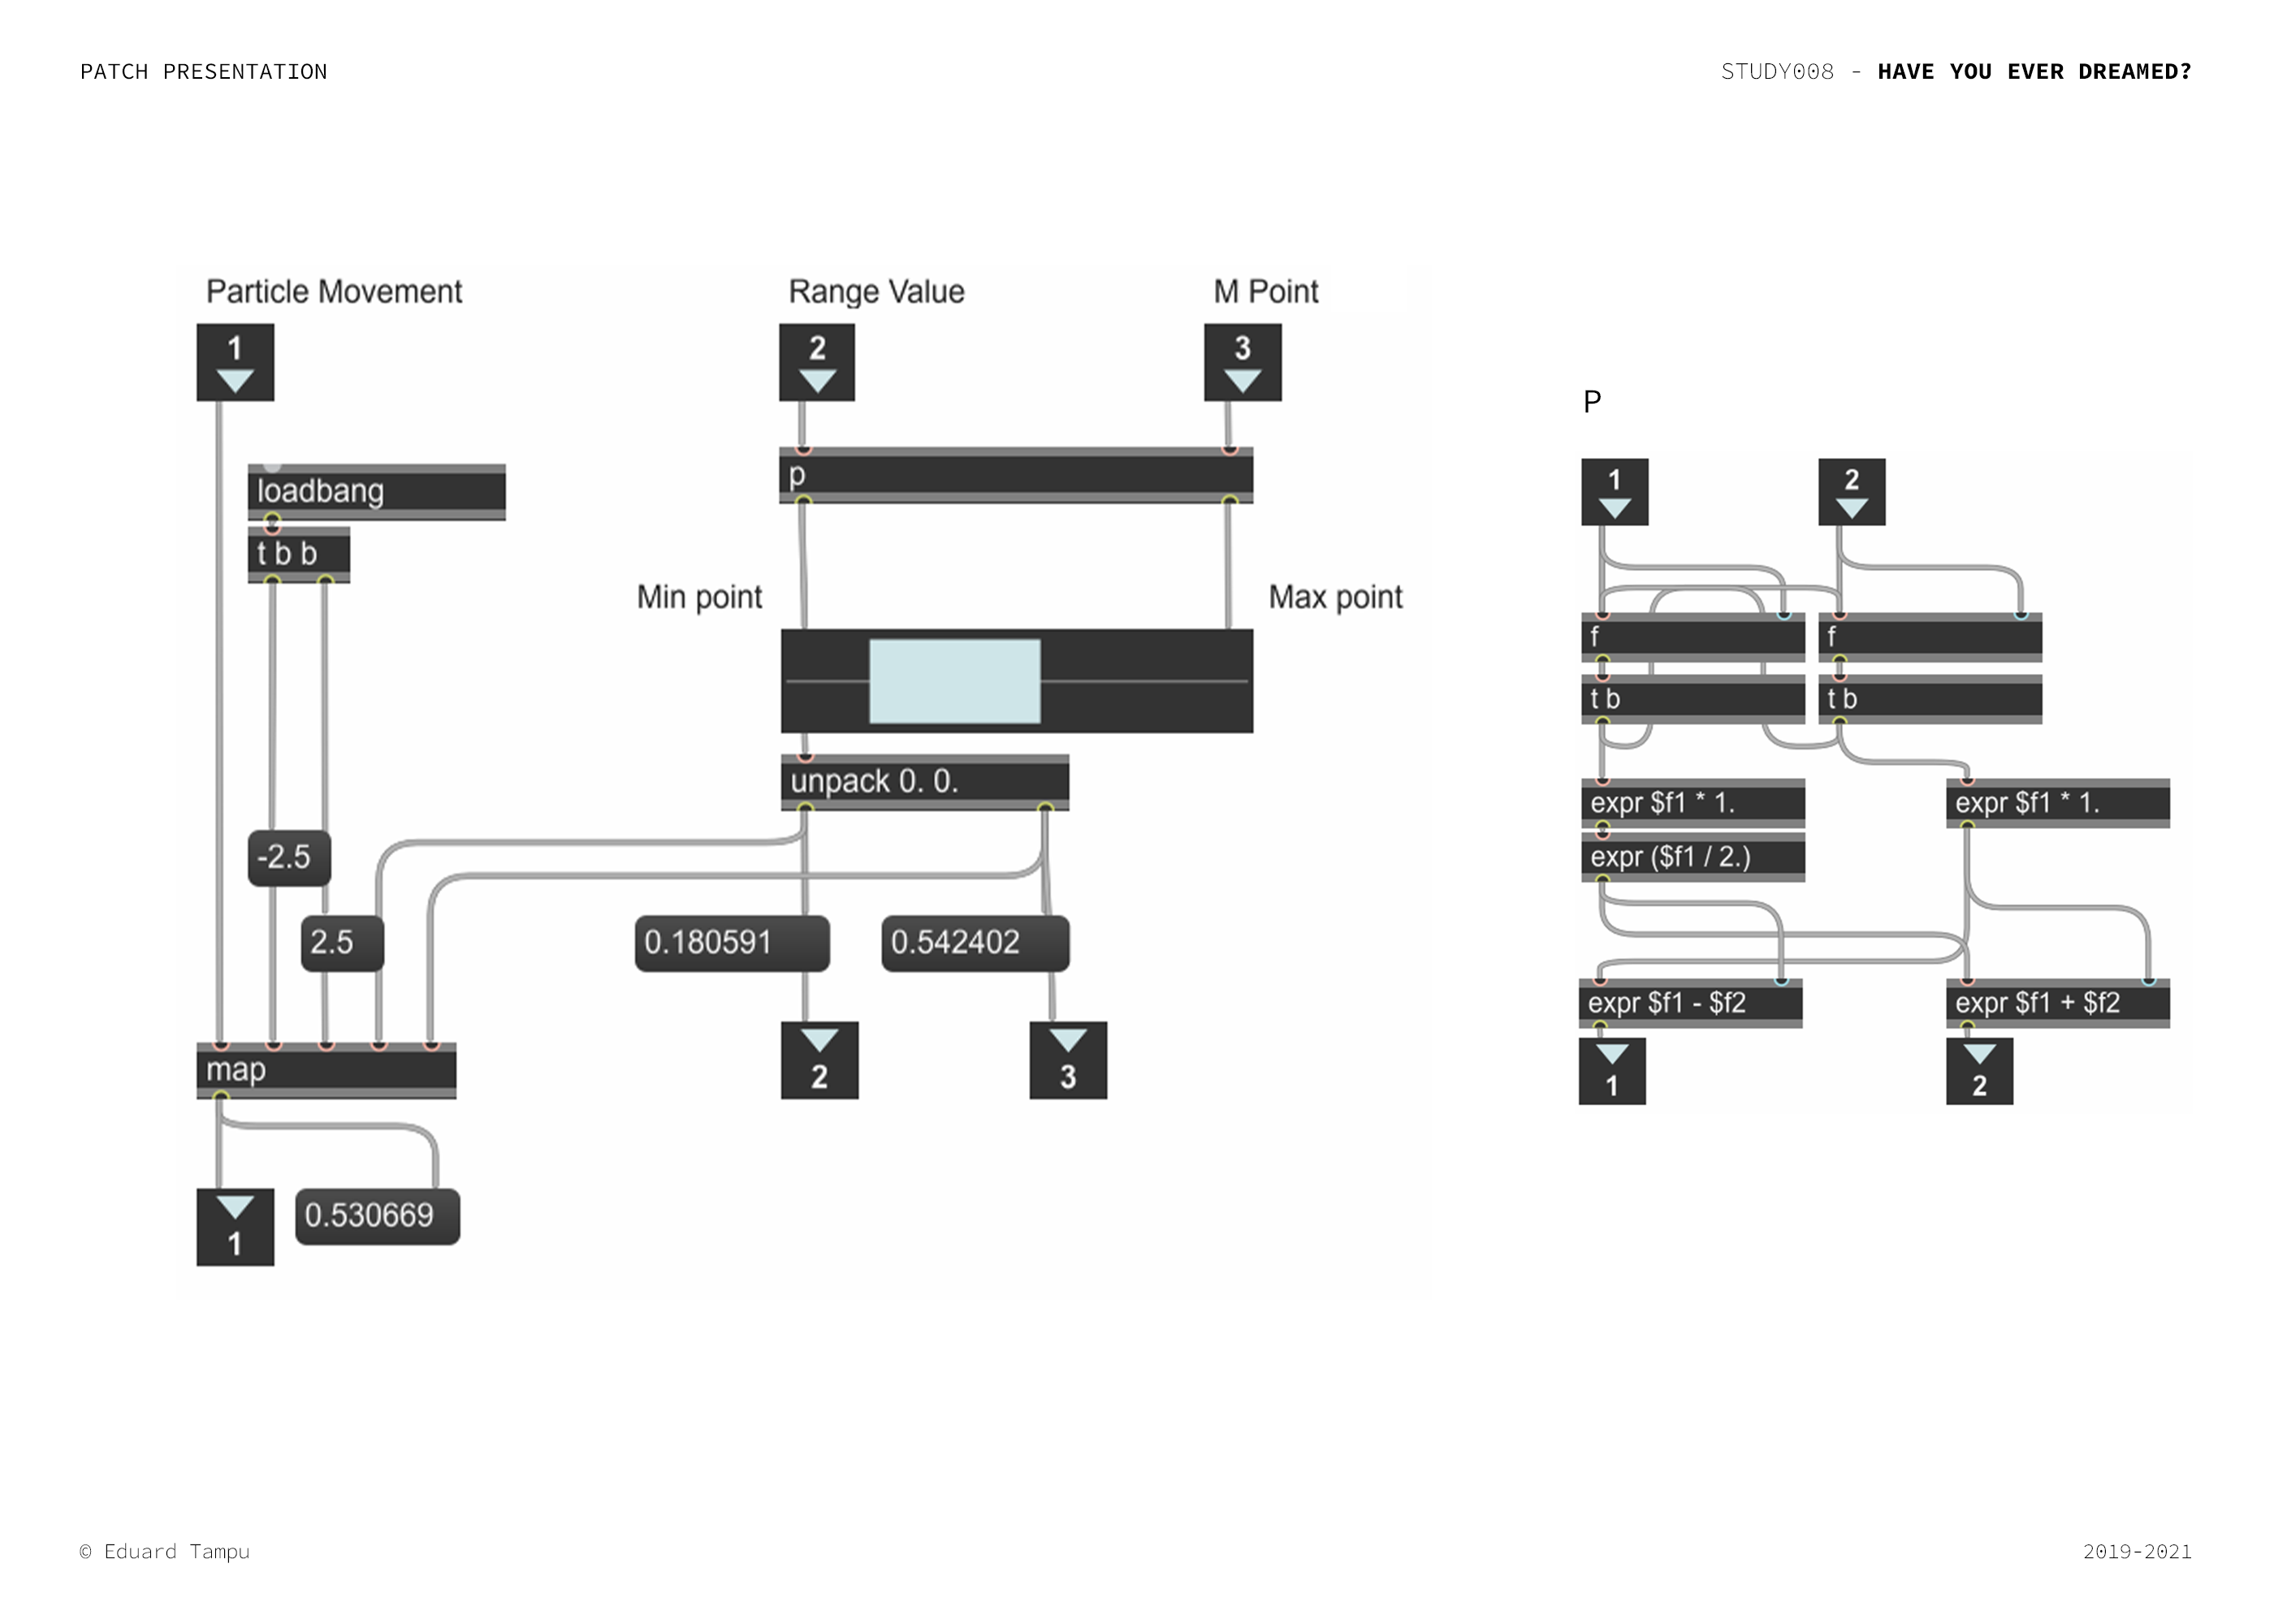 PATCH PRESENTATION
STUDY008 - HAVE YOU EVER DREAMED?
Particle Movement
Range Value
M Point
1
2
3
P
1
2
p
loadbang
t b b
Min point
Max point
f
f
t b
t b
unpack 0. 0.
expr $f1 * 1.
expr $f1 * 1.
-2.5
expr ($f1 / 2.)
2.5
0.180591
0.542402
expr $f1 - $f2
expr $f1 + $f2
map
2
3
1
2
1
0.530669
© Eduard Tampu
2019-2021